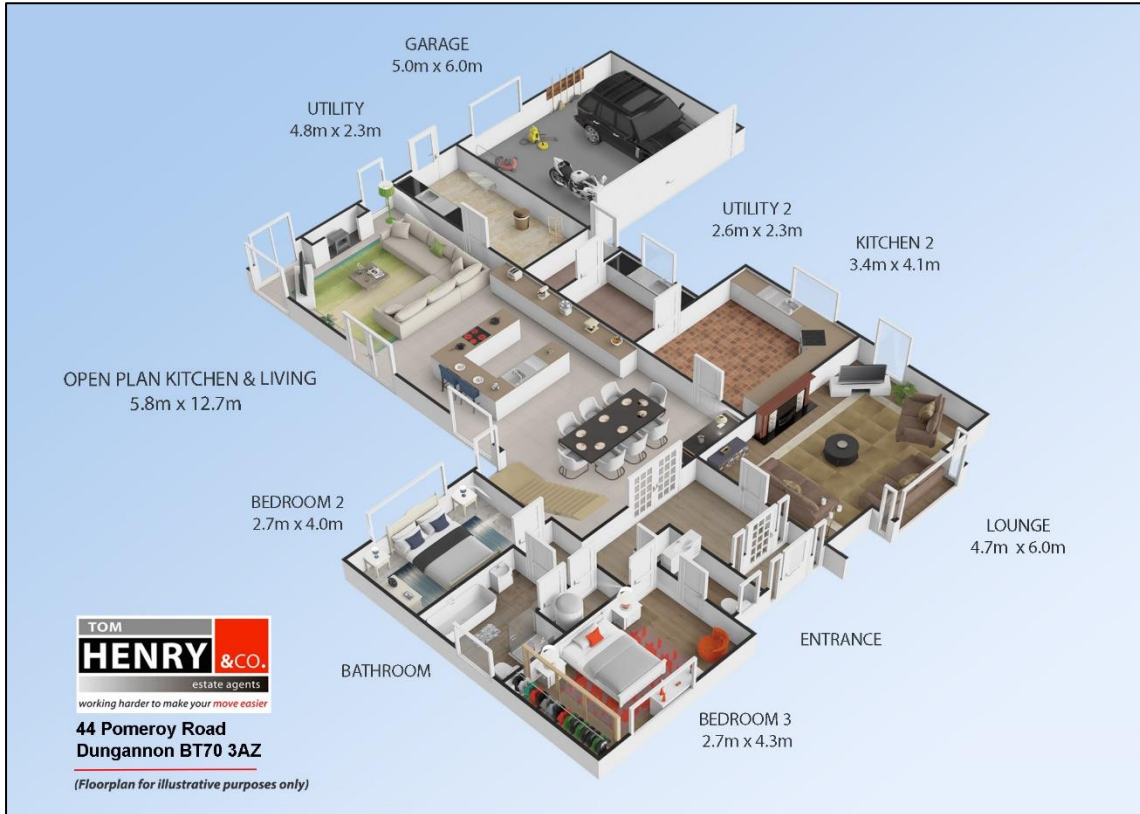 GARAGE
5.0m x 6.0m
UTILITY
4.8m x 2.3m
UTILITY 2
2.6m x 2.3m
KITCHEN 2
3.4m x 4.1m
OPEN PLAN KITCHEN & LIVING
5.8m x 12.7m
BEDROOM 2
2.7m x 4.0m
LOUNGE
4.7m x 6.0m
ENTRANCE
BATHROOM
BEDROOM 3
2.7m x 4.3m
TOM
HENRY &CO.
estate agents
working harder to make your move easier
44 Pomeroy Road
Dungannon BT70 3AZ
(Floorplan for illustrative purposes only)